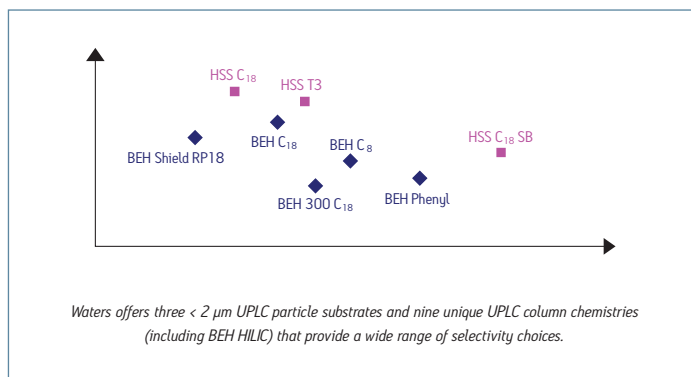 HSS C₁₈
HSS T3
BEH C₁₈
HSS C₁₈ SB
BEH C₈
BEH Shield RP18
BEH Phenyl
BEH 300 C₁₈
Waters offers three < 2 µm UPLC particle substrates and nine unique UPLC column chemistries
(including BEH HILIC) that provide a wide range of selectivity choices.